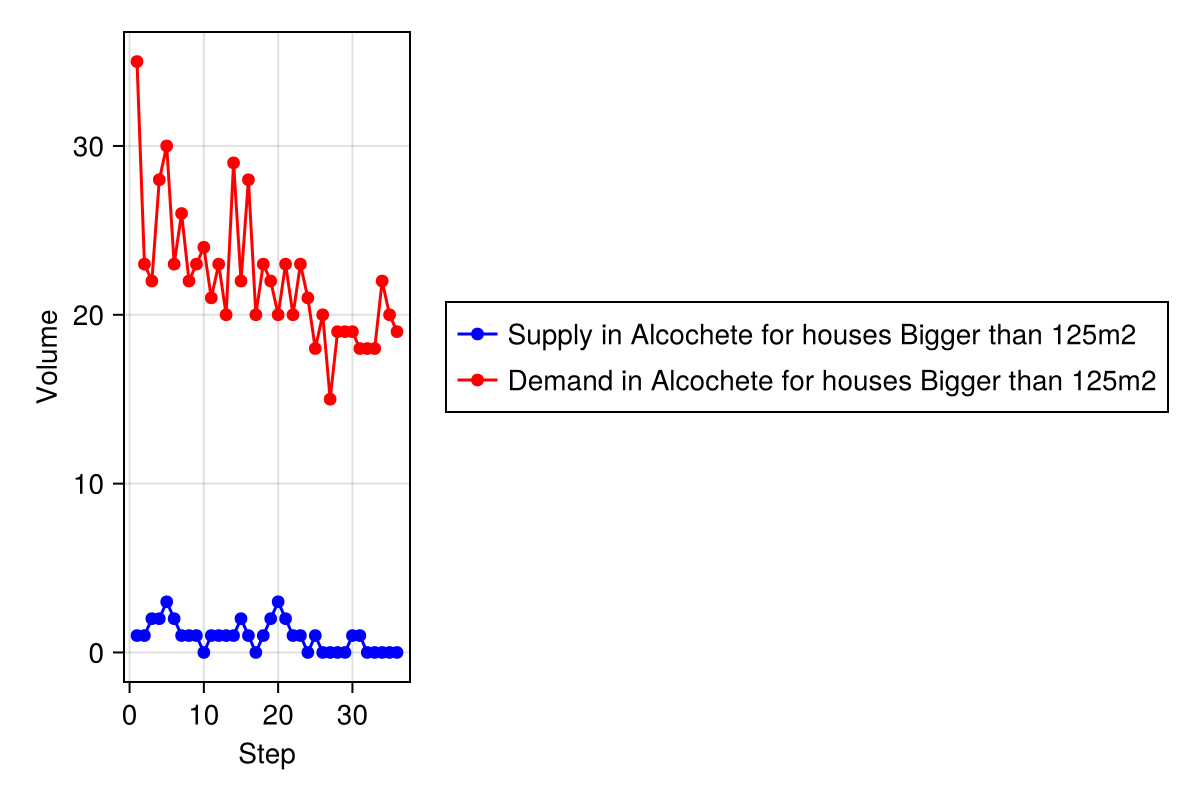 30
20
10
0
Volume
0 10 20 30
Step
Supply in Alcochete for houses Bigger than 125m2
Demand in Alcochete for houses Bigger than 125m2